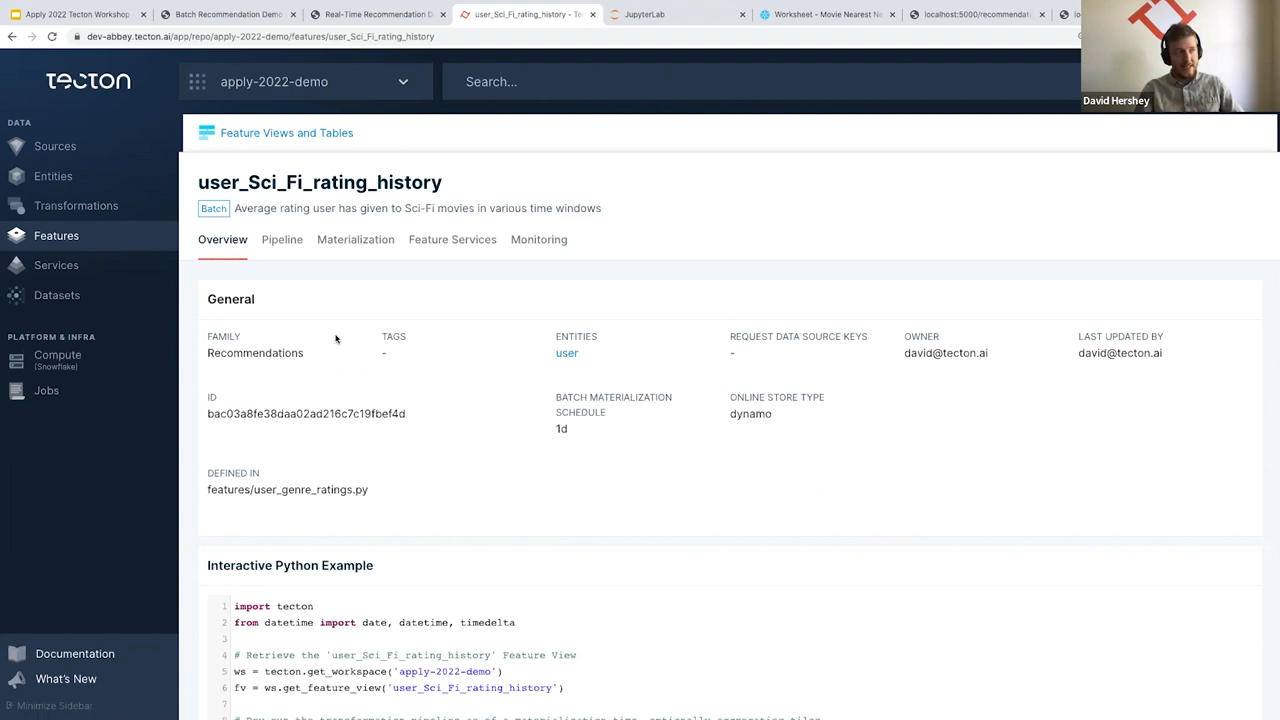 Apply 2022 Tecton Workshop
Batch Recommendation Demo
Real-Time Recommendation D
user_Sci_Fi_rating_history - Te
JupyterLab
Worksheet - Movie Nearest Ne
localhost:5000/recommendati
dev-abbey.tecton.ai/app/repo/apply-2022-demo/features/user_Sci_Fi_rating_history
David Hershey
tecton
apply-2022-demo
Search...
DATA
Sources
Entities
Transformations
Features
Services
Datasets
PLATFORM & INFRA
Compute
(Snowflake)
Jobs
Documentation
What's New
Minimize Sidebar
Feature Views and Tables
user_Sci_Fi_rating_history
Batch Average rating user has given to Sci-Fi movies in various time windows
Overview Pipeline Materialization Feature Services Monitoring
General
FAMILY
Recommendations
TAGS
-
ENTITIES
user
REQUEST DATA SOURCE KEYS
-
OWNER
david@tecton.ai
LAST UPDATED BY
david@tecton.ai
ID
bac03a8fe38daa02ad216c7c19fbef4d
BATCH MATERIALIZATION
SCHEDULE
1d
ONLINE STORE TYPE
dynamo
DEFINED IN
features/user_genre_ratings.py
Interactive Python Example
1 import tecton
2 from datetime import date, datetime, timedelta
3
4 # Retrieve the 'user_Sci_Fi_rating_history' Feature View
5 ws = tecton.get_workspace('apply-2022-demo')
6 fv = ws.get_feature_view('user_Sci_Fi_rating_history')
7